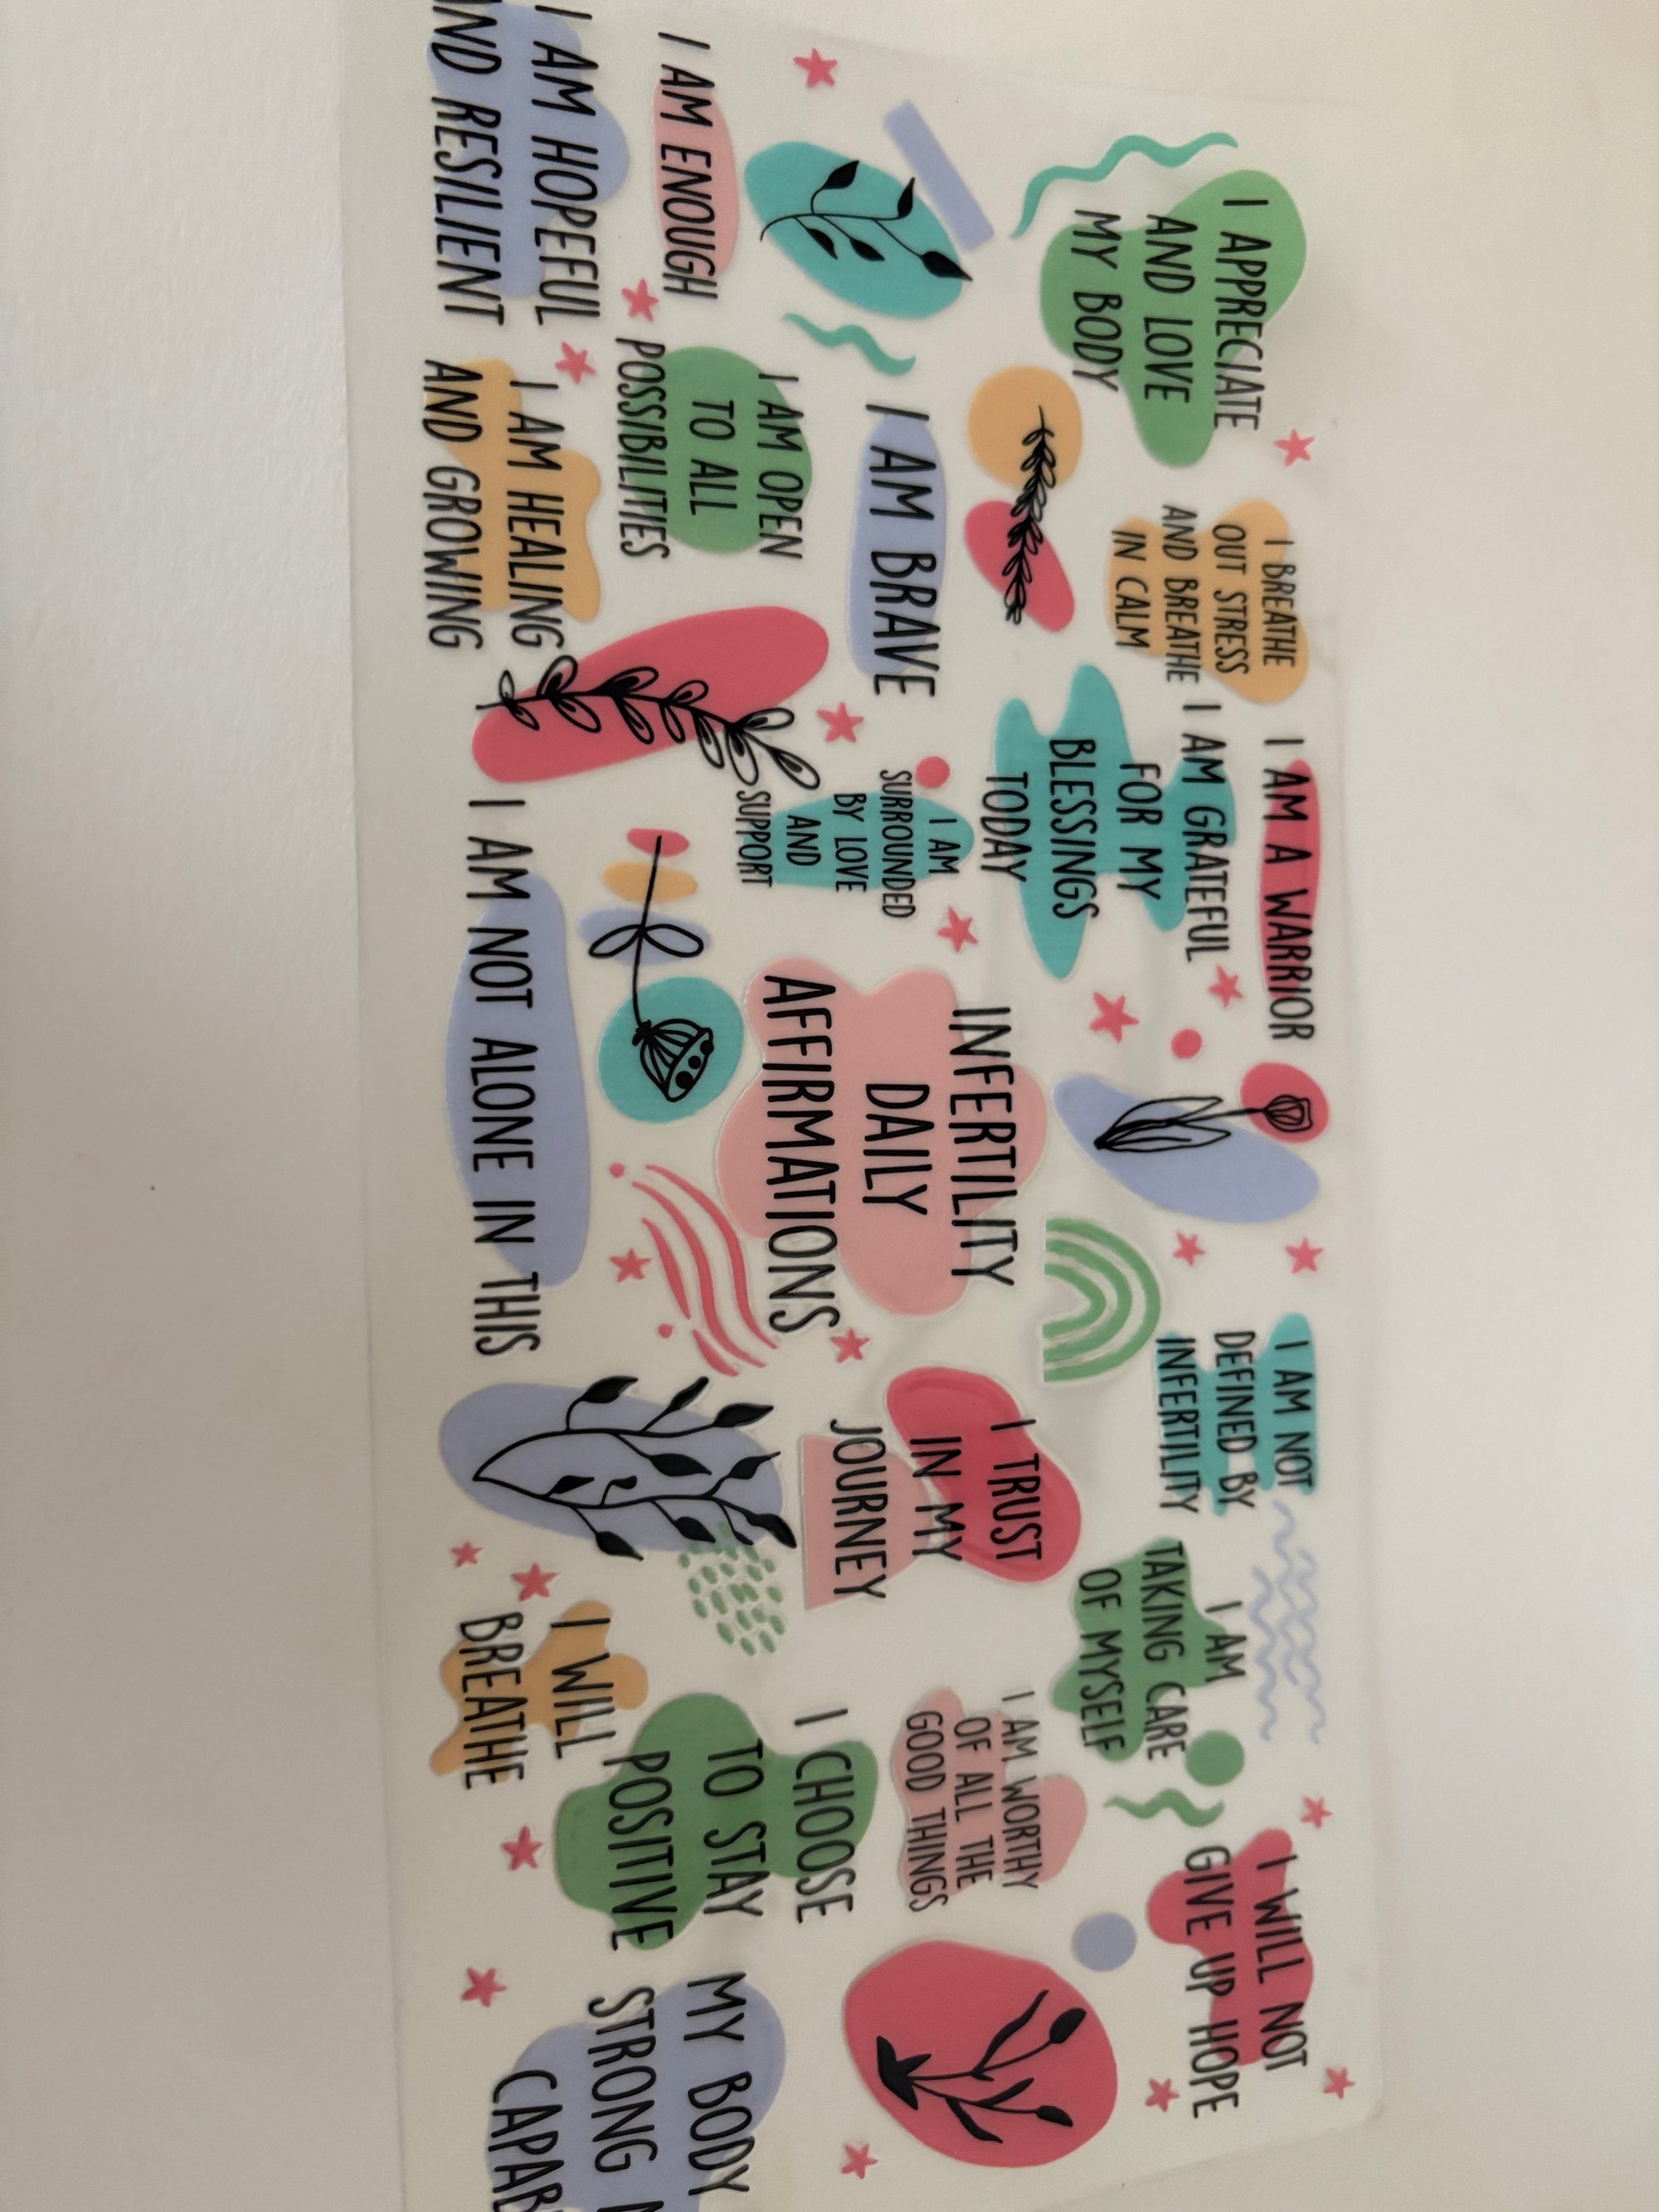 I APPRECIATE
AND LOVE
MY BODY
I BREATHE
OUT STRESS
AND BREATHE
IN CALM
I AM A WARRIOR
I AM GRATEFUL
FOR MY
BLESSINGS
TODAY
I AM NOT
DEFINED BY
INFERTILITY
I AM
TAKING CARE
OF MYSELF
I WILL NOT
GIVE UP HOPE
I AM BRAVE
I AM
SURROUNDED
BY LOVE
AND
SUPPORT
INFERTILITY
DAILY
AFFIRMATIONS
I TRUST
IN MY
JOURNEY
I AM WORTHY
OF ALL THE
GOOD THINGS
I AM ENOUGH
I AM OPEN
TO ALL
POSSIBILITIES
I CHOOSE
TO STAY
POSITIVE
MY BODY
STRONG
I AM HOPEFUL
AND RESILIENT
I AM HEALING
AND GROWING
I AM NOT ALONE IN THIS
I WILL
BREATHE